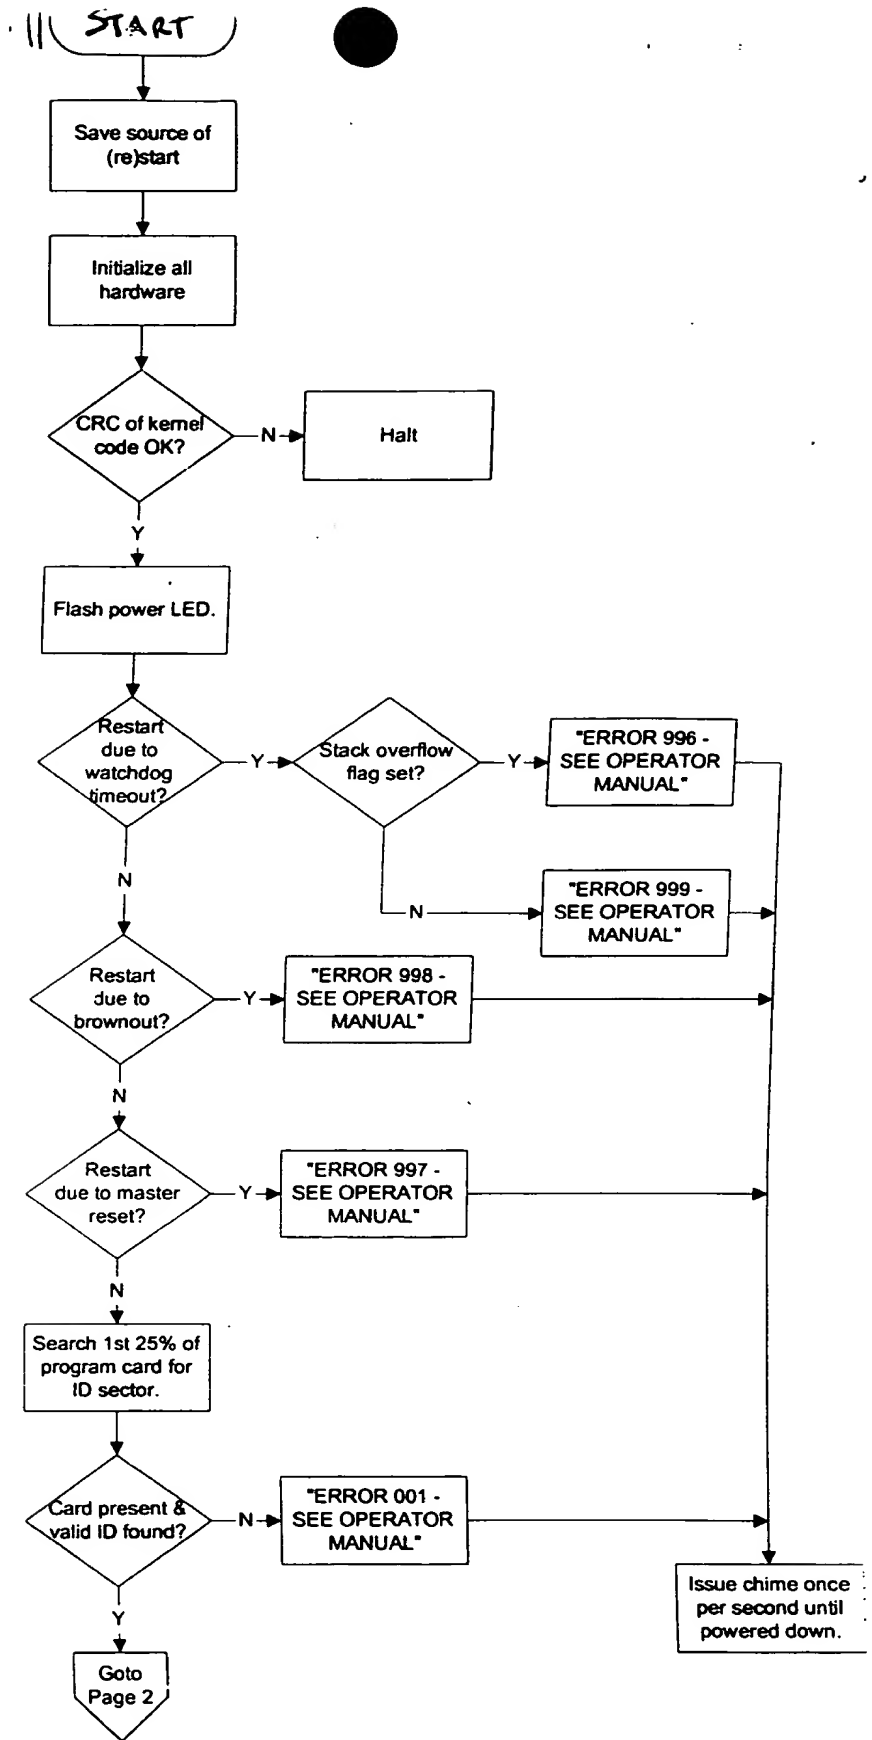 START
Save source of
(re)start
Initialize all
hardware
CRC of kernel
code OK?
N
Halt
Y
Flash power LED.
Restart
due to
watchdog
timeout?
Y
Stack overflow
flag set?
Y
"ERROR 996 -
SEE OPERATOR
MANUAL"
N
N
"ERROR 999 -
SEE OPERATOR
MANUAL"
Restart
due to
brownout?
Y
"ERROR 998 -
SEE OPERATOR
MANUAL"
N
Restart
due to master
reset?
Y
"ERROR 997 -
SEE OPERATOR
MANUAL"
N
Search 1st 25% of
program card for
ID sector.
Card present &
valid ID found?
N
"ERROR 001 -
SEE OPERATOR
MANUAL"
Issue chime once
per second until
powered down.
Y
Goto
Page 2